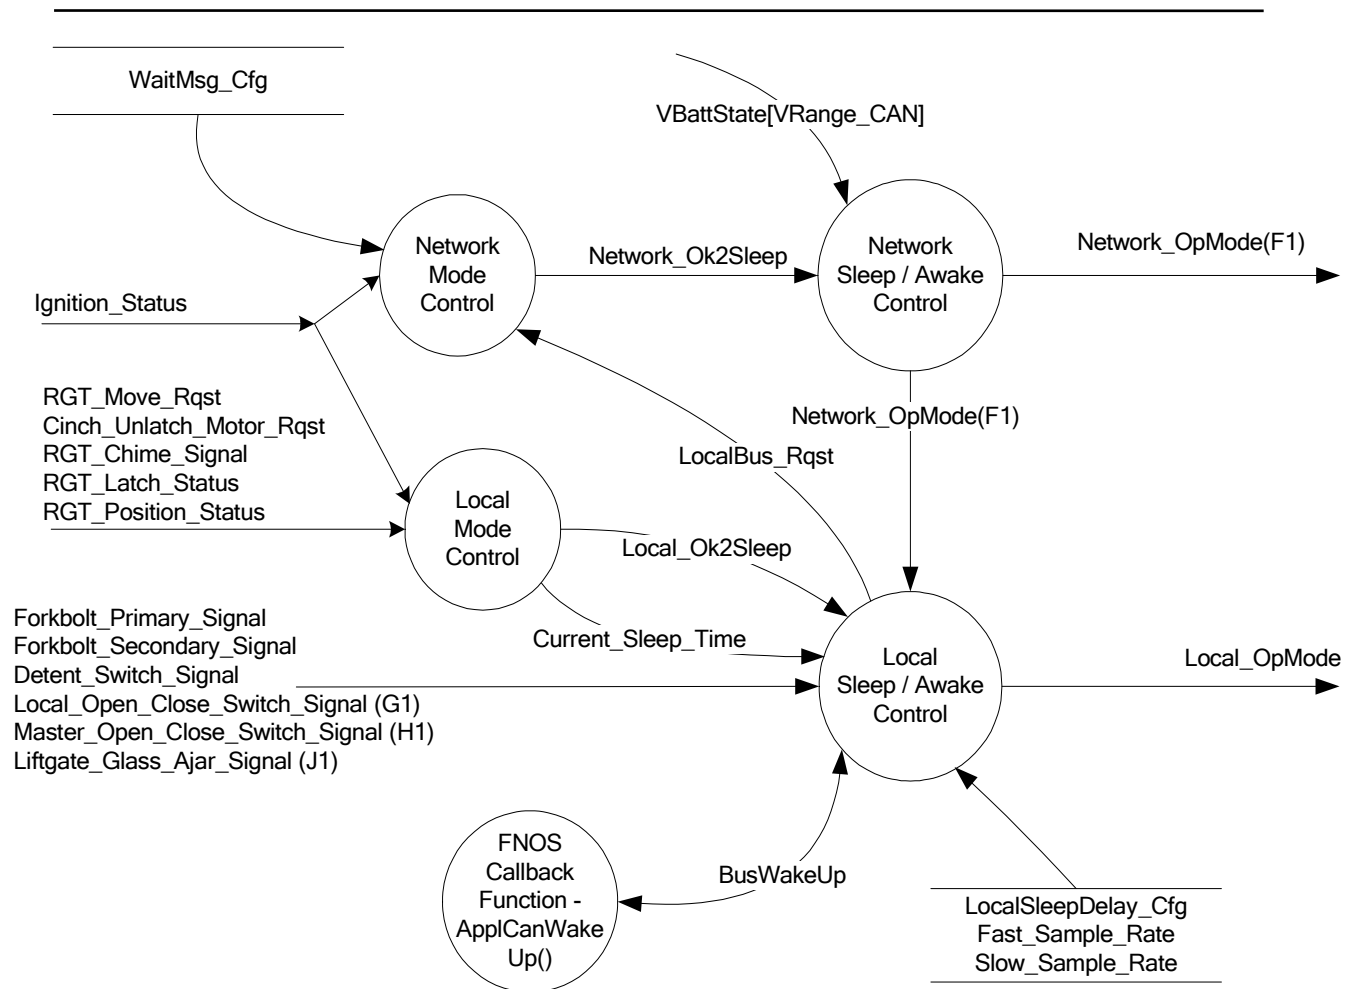 WaitMsg_Cfg
VBattState[VRange_CAN]
Network
Mode
Control
Network_Ok2Sleep
Network
Sleep / Awake
Control
Network_OpMode(F1)
Ignition_Status
RGT_Move_Rqst
Cinch_Unlatch_Motor_Rqst
RGT_Chime_Signal
RGT_Latch_Status
RGT_Position_Status
Network_OpMode(F1)
LocalBus_Rqst
Local
Mode
Control
Local_Ok2Sleep
Current_Sleep_Time
Forkbolt_Primary_Signal
Forkbolt_Secondary_Signal
Detent_Switch_Signal
Local_Open_Close_Switch_Signal (G1)
Master_Open_Close_Switch_Signal (H1)
Liftgate_Glass_Ajar_Signal (J1)
Local
Sleep / Awake
Control
Local_OpMode
FNOS
Callback
Function -
ApplCanWake
Up()
BusWakeUp
LocalSleepDelay_Cfg
Fast_Sample_Rate
Slow_Sample_Rate